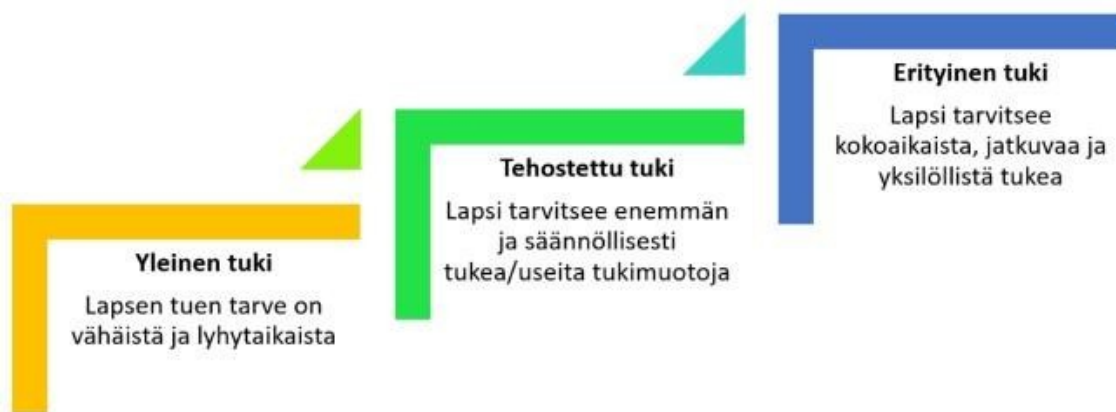 Yleinen tuki
Lapsen tuen tarve on
vähäistä ja lyhytaikaista
Tehostettu tuki
Lapsi tarvitsee enemmän
ja säännöllisesti
tukea/useita tukimuotoja
Erityinen tuki
Lapsi tarvitsee
kokoaikaista, jatkuvaa ja
yksilöllistä tukea